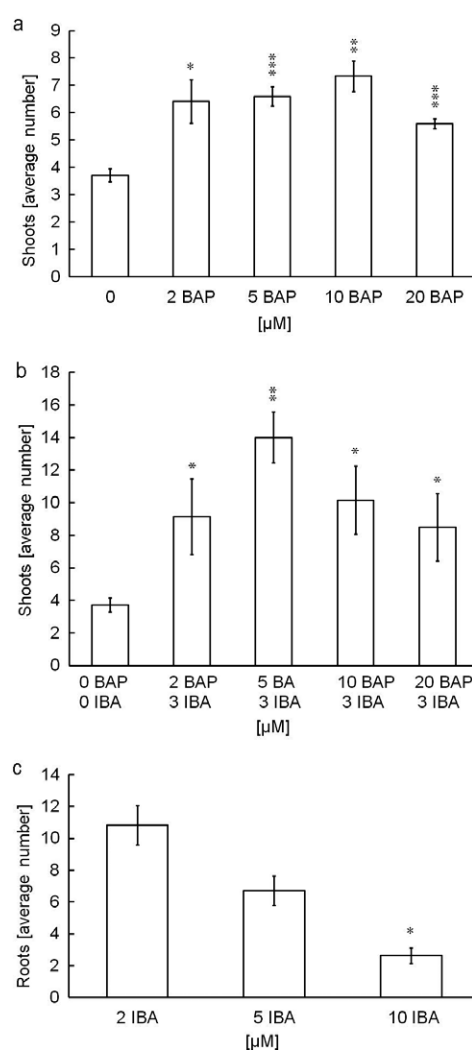 a
Shoots [average number]
9
8
7
6
5
4
3
2
1
0
*
***
**
***
0 2 BAP 5 BAP 10 BAP 20 BAP
[µM]
b
Shoots [average number]
18
16
14
12
10
8
6
4
2
0
*
**
*
*
0 BAP 2 BAP 5 BA 10 BAP 20 BAP
0 IBA 3 IBA 3 IBA 3 IBA 3 IBA
[µM]
c
Roots [average number]
14
12
10
8
6
4
2
0
*
2 IBA 5 IBA 10 IBA
[µM]